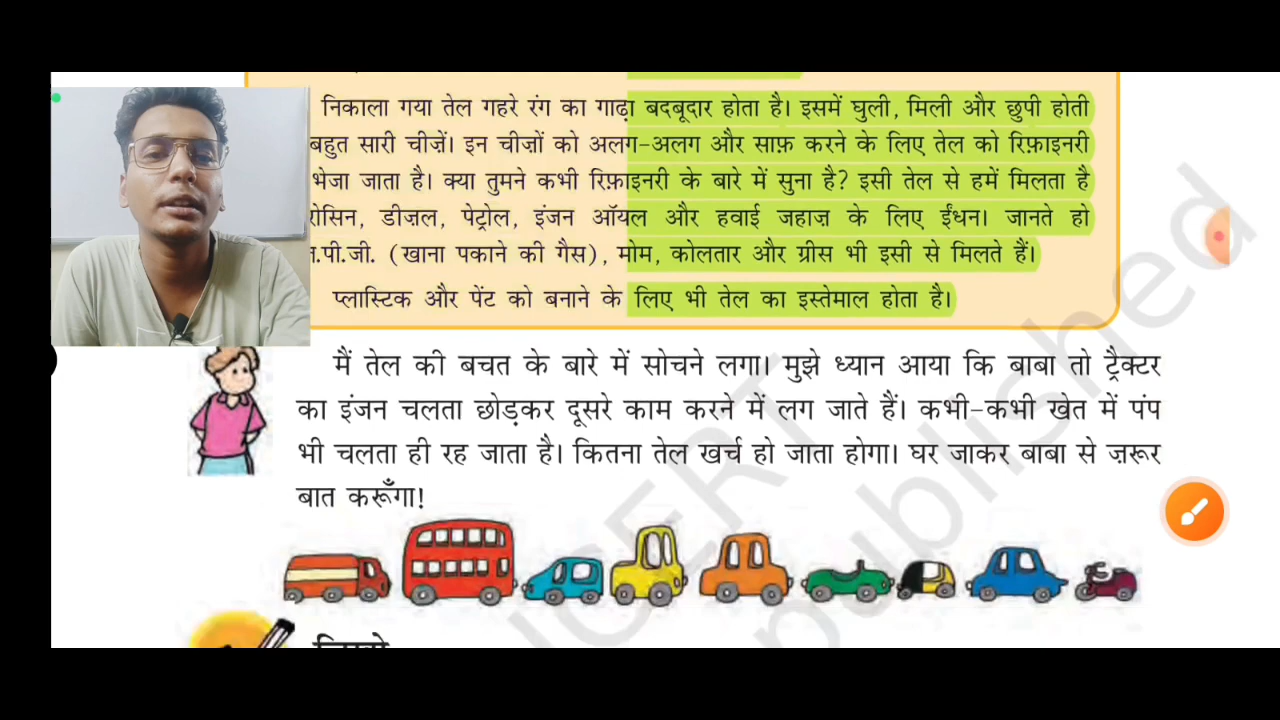 निकाला गया तेल गहरे रंग का गाढ़ा बदबूदार होता है। इसमें घुली, मिली और छुपी होती
बहुत सारी चीज़ें। इन चीज़ों को अलग-अलग और साफ़ करने के लिए तेल को रिफ़ाइनरी
भेजा जाता है। क्या तुमने कभी रिफ़ाइनरी के बारे में सुना है? इसी तेल से हमें मिलता है
रोसिन, डीज़ल, पेट्रोल, इंजन ऑयल और हवाई जहाज़ के लिए ईंधन। जानते हो
.पी.जी. (खाना पकाने की गैस), मोम, कोलतार और ग्रीस भी इसी से मिलते हैं।
प्लास्टिक और पेंट को बनाने के लिए भी तेल का इस्तेमाल होता है।
मैं तेल की बचत के बारे में सोचने लगा। मुझे ध्यान आया कि बाबा तो ट्रैक्टर
का इंजन चलता छोड़कर दूसरे काम करने में लग जाते हैं। कभी-कभी खेत में पंप
भी चलता ही रह जाता है। कितना तेल खर्च हो जाता होगा। घर जाकर बाबा से ज़रूर
बात करूँगा!
NCERT
published